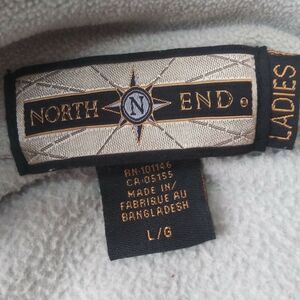 NORTH N END
LADIES
RN-101146
CA-05155
MADE IN/
FABRIQUE AU
BANGLADESH
L/G